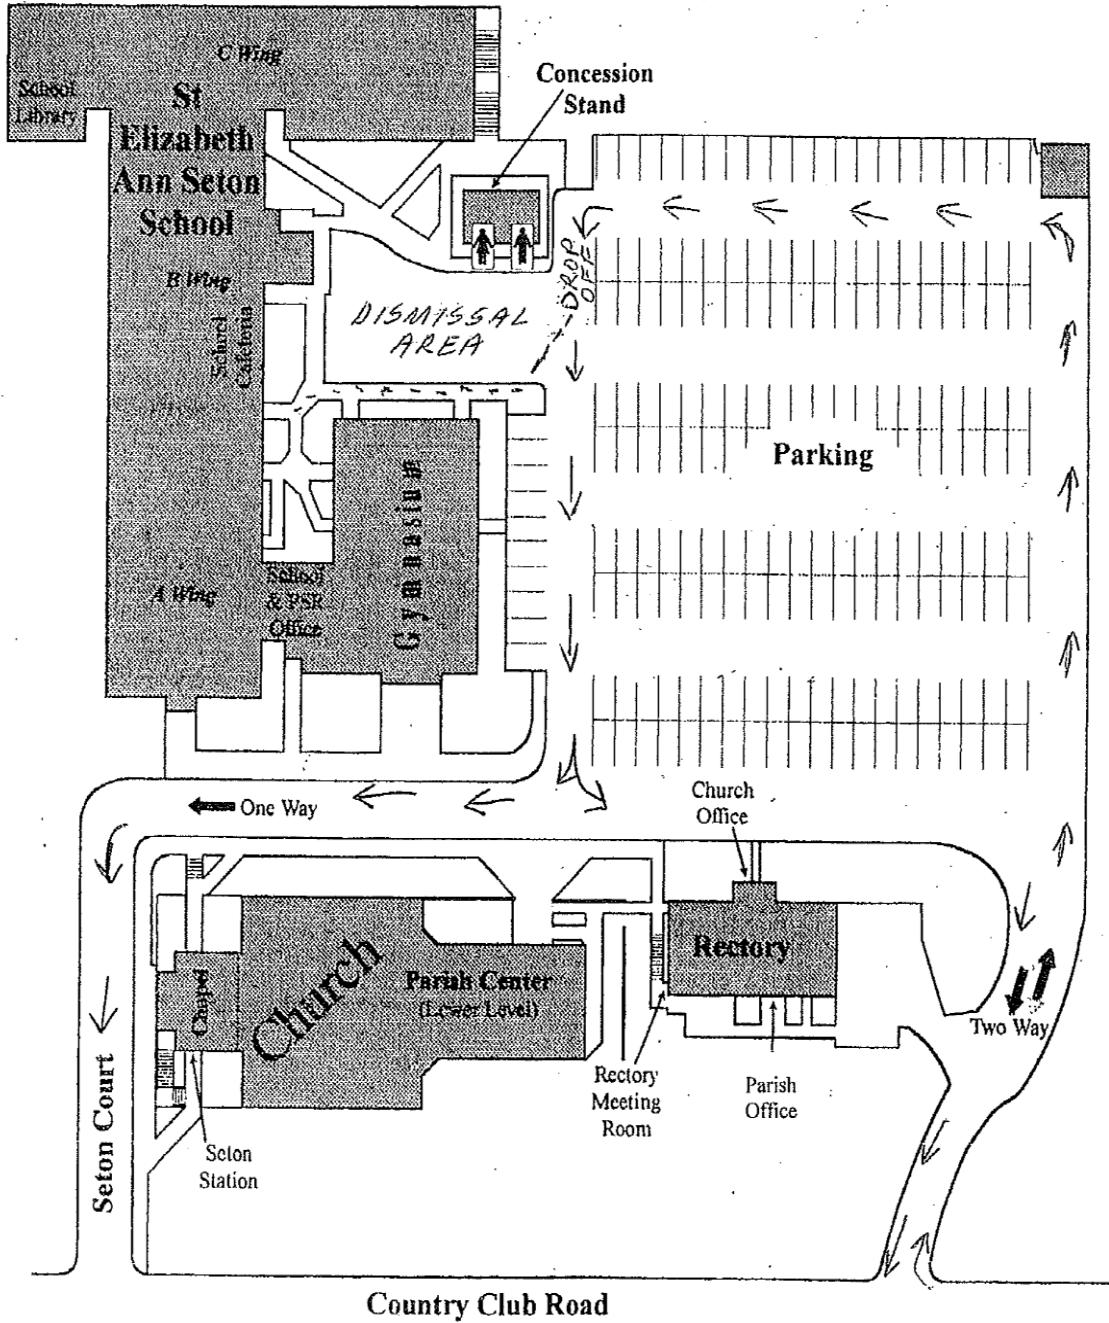 C Wing
School
Library
St
Elizabeth
Ann Seton
School
Concession
Stand
B Wing
School
Cafeteria
DISMISSAL
AREA
DROP
OFF
Parking
Gymnasium
A Wing
School
& PSR
Office
One Way
Church
Office
Rectory
Chapel
Church
Parish Center
(Lower Level)
Two Way
Rectory
Meeting
Room
Parish
Office
Seton Court
Seton
Station
Country Club Road